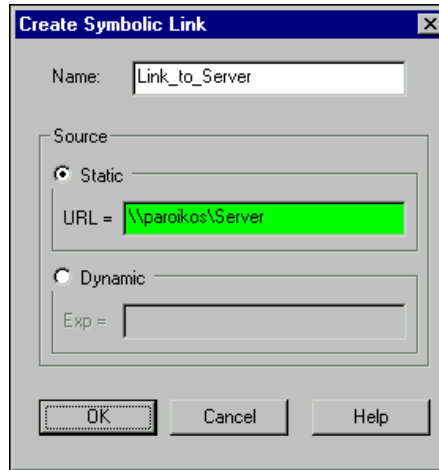 Create Symbolic Link
Name: Link_to_Server
Source
Static
URL = \\paroikos\Server
Dynamic
Exp =
OK Cancel Help